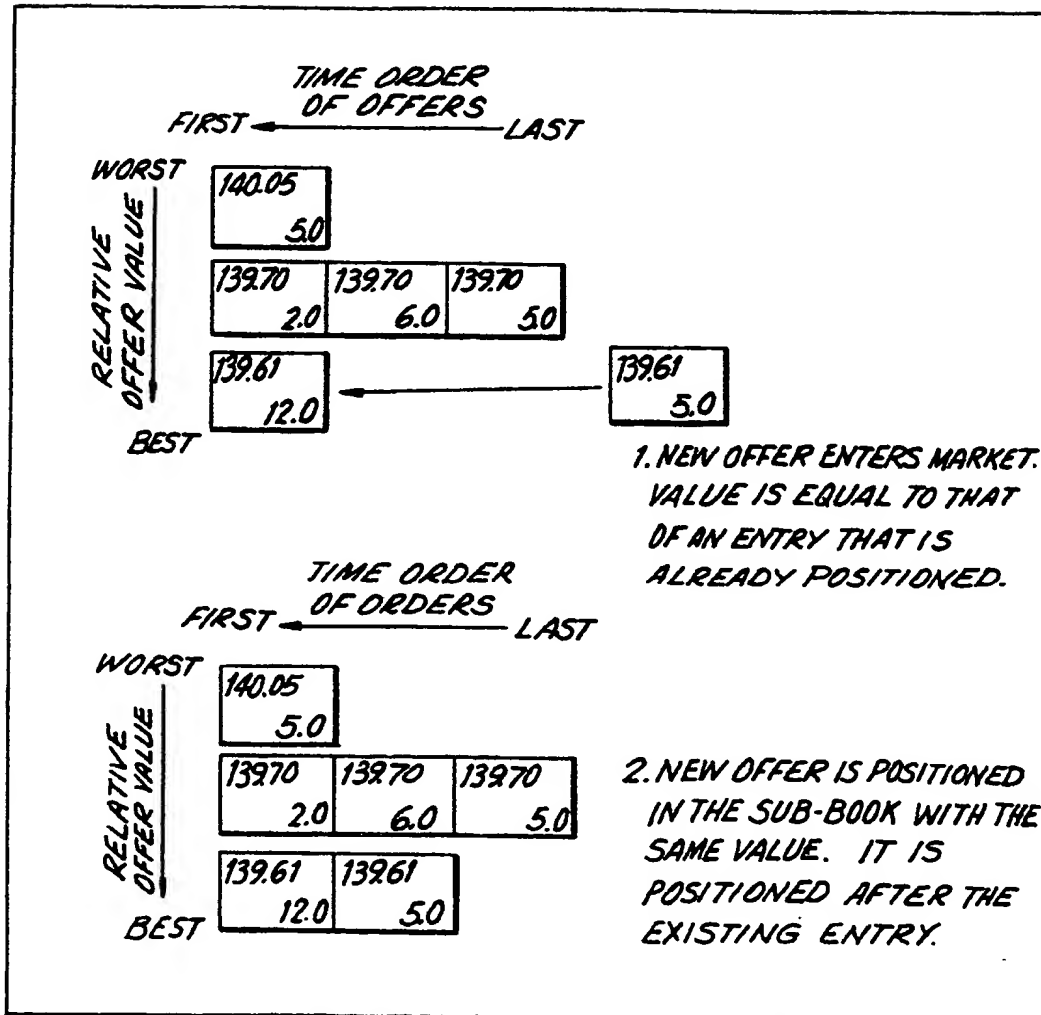 TIME ORDER
OF OFFERS
FIRST LAST
WORST
RELATIVE
OFFER VALUE
BEST
140.05
5.0
139.70 139.70 139.70
2.0 6.0 5.0
139.61 139.61
12.0 5.0
1. NEW OFFER ENTERS MARKET.
VALUE IS EQUAL TO THAT
OF AN ENTRY THAT IS
ALREADY POSITIONED.
TIME ORDER
OF ORDERS
FIRST LAST
WORST
RELATIVE
OFFER VALUE
BEST
140.05
5.0
139.70 139.70 139.70
2.0 6.0 5.0
139.61 139.61
12.0 5.0
2. NEW OFFER IS POSITIONED
IN THE SUB-BOOK WITH THE
SAME VALUE. IT IS
POSITIONED AFTER THE
EXISTING ENTRY.